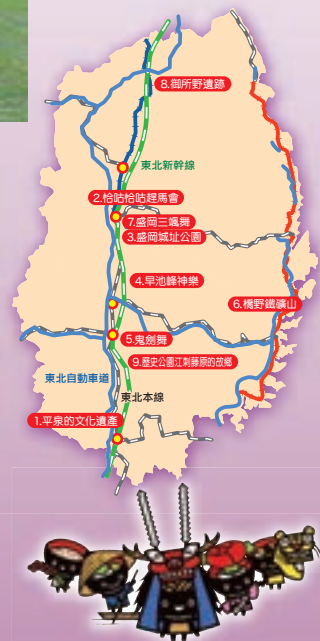 8.御所野遺跡
東北新幹線
2.恰咕恰咕趕馬會
7.盛岡三颯舞
3.盛岡城址公園
4.早池峰神樂
6.橋野鐵礦山
5.鬼劍舞
9.歷史公園江刺藤原的故鄉
東北自動車道
東北本線
1.平泉的文化遺產